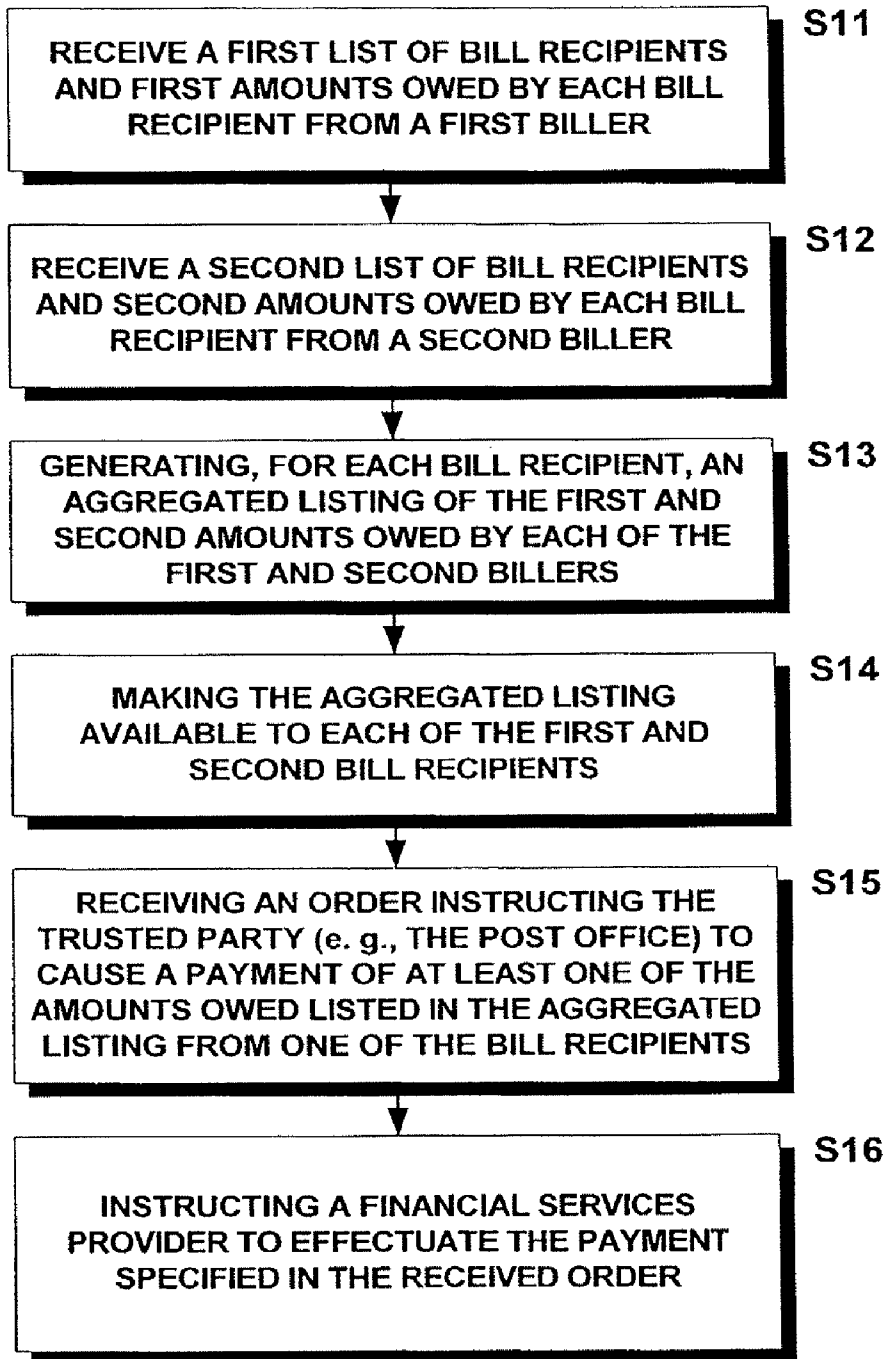 S11
RECEIVE A FIRST LIST OF BILL RECIPIENTS
AND FIRST AMOUNTS OWED BY EACH BILL
RECIPIENT FROM A FIRST BILLER
S12
RECEIVE A SECOND LIST OF BILL RECIPIENTS
AND SECOND AMOUNTS OWED BY EACH BILL
RECIPIENT FROM A SECOND BILLER
S13
GENERATING, FOR EACH BILL RECIPIENT, AN
AGGREGATED LISTING OF THE FIRST AND
SECOND AMOUNTS OWED BY EACH OF THE
FIRST AND SECOND BILLERS
S14
MAKING THE AGGREGATED LISTING
AVAILABLE TO EACH OF THE FIRST AND
SECOND BILL RECIPIENTS
S15
RECEIVING AN ORDER INSTRUCTING THE
TRUSTED PARTY (e. g., THE POST OFFICE) TO
CAUSE A PAYMENT OF AT LEAST ONE OF THE
AMOUNTS OWED LISTED IN THE AGGREGATED
LISTING FROM ONE OF THE BILL RECIPIENTS
S16
INSTRUCTING A FINANCIAL SERVICES
PROVIDER TO EFFECTUATE THE PAYMENT
SPECIFIED IN THE RECEIVED ORDER